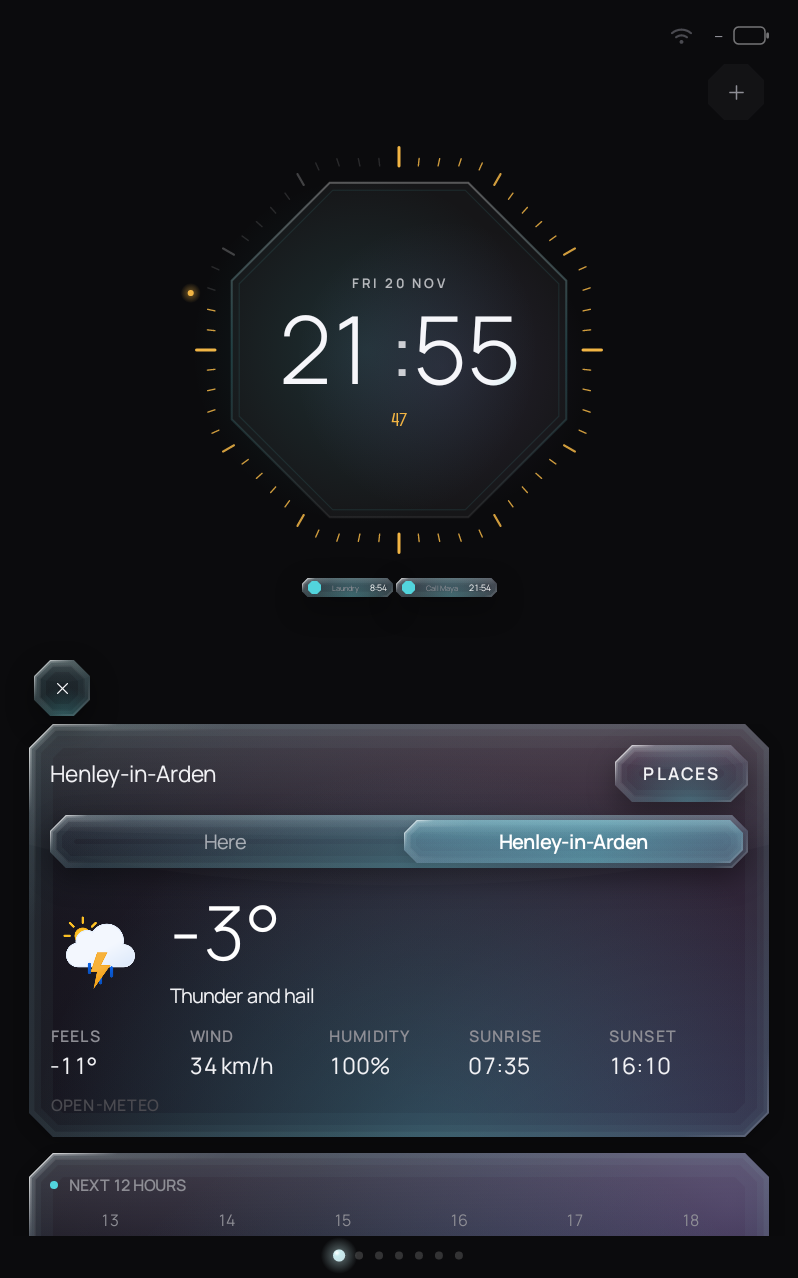 –
+
FRI 20 NOV
21:55
47
Laundry 8:54 Call Maya 21:54
Henley-in-Arden PLACES
Here Henley-in-Arden
-3°
Thunder and hail
FEELS WIND HUMIDITY SUNRISE SUNSET
-11° 34 km/h 100% 07:35 16:10
OPEN-METEO
NEXT 12 HOURS
13 14 15 16 17 18